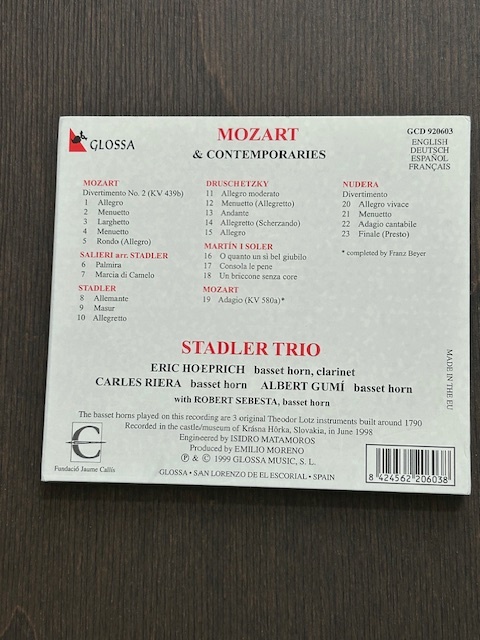 GLOSSA
MOZART
& CONTEMPORARIES
GCD 920603
ENGLISH
DEUTSCH
ESPAÑOL
FRANÇAIS
MOZART
Divertimento No. 2 (KV 439b)
1 Allegro
2 Menuetto
3 Larghetto
4 Menuetto
5 Rondo (Allegro)
SALIERI arr. STADLER
6 Palmira
7 Marcia di Camelo
STADLER
8 Allemante
9 Masur
10 Allegretto
DRUSCHETZKY
11 Allegro moderato
12 Menuetto (Allegretto)
13 Andante
14 Allegretto (Scherzando)
15 Allegro
MARTÍN I SOLER
16 O quanto un sì bel giubilo
17 Consola le pene
18 Un briccone senza core
MOZART
19 Adagio (KV 580a)*
NUDERA
Divertimento
20 Allegro vivace
21 Menuetto
22 Adagio cantabile
23 Finale (Presto)
* completed by Franz Beyer
STADLER TRIO
ERIC HOEPRICH basset horn, clarinet
CARLES RIERA basset horn ALBERT GUMÍ basset horn
with ROBERT SEBESTA, basset horn
The basset horns played on this recording are 3 original Theodor Lotz instruments built around 1790
Recorded in the castle/museum of Krásna Hôrka, Slovakia, in June 1998
Engineered by ISIDRO MATAMOROS
Produced by EMILIO MORENO
℗ & © 1999 GLOSSA MUSIC, S. L.
GLOSSA • SAN LORENZO DE EL ESCORIAL • SPAIN
C
Fundació Jaume Callís
MADE IN THE EU
8 424562 206038